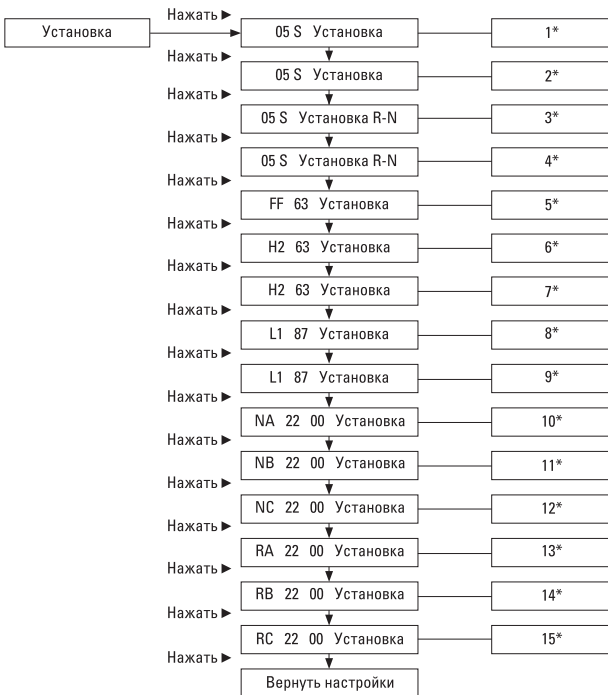 Нажать ►
Установка 05 S Установка 1*
Нажать ►
05 S Установка 2*
Нажать ►
05 S Установка R-N 3*
Нажать ►
05 S Установка R-N 4*
Нажать ►
FF 63 Установка 5*
Нажать ►
H2 63 Установка 6*
Нажать ►
H2 63 Установка 7*
Нажать ►
L1 87 Установка 8*
Нажать ►
L1 87 Установка 9*
Нажать ►
NA 22 00 Установка 10*
Нажать ►
NB 22 00 Установка 11*
Нажать ►
NC 22 00 Установка 12*
Нажать ►
RA 22 00 Установка 13*
Нажать ►
RB 22 00 Установка 14*
Нажать ►
RC 22 00 Установка 15*
Нажать ►
Вернуть настройки